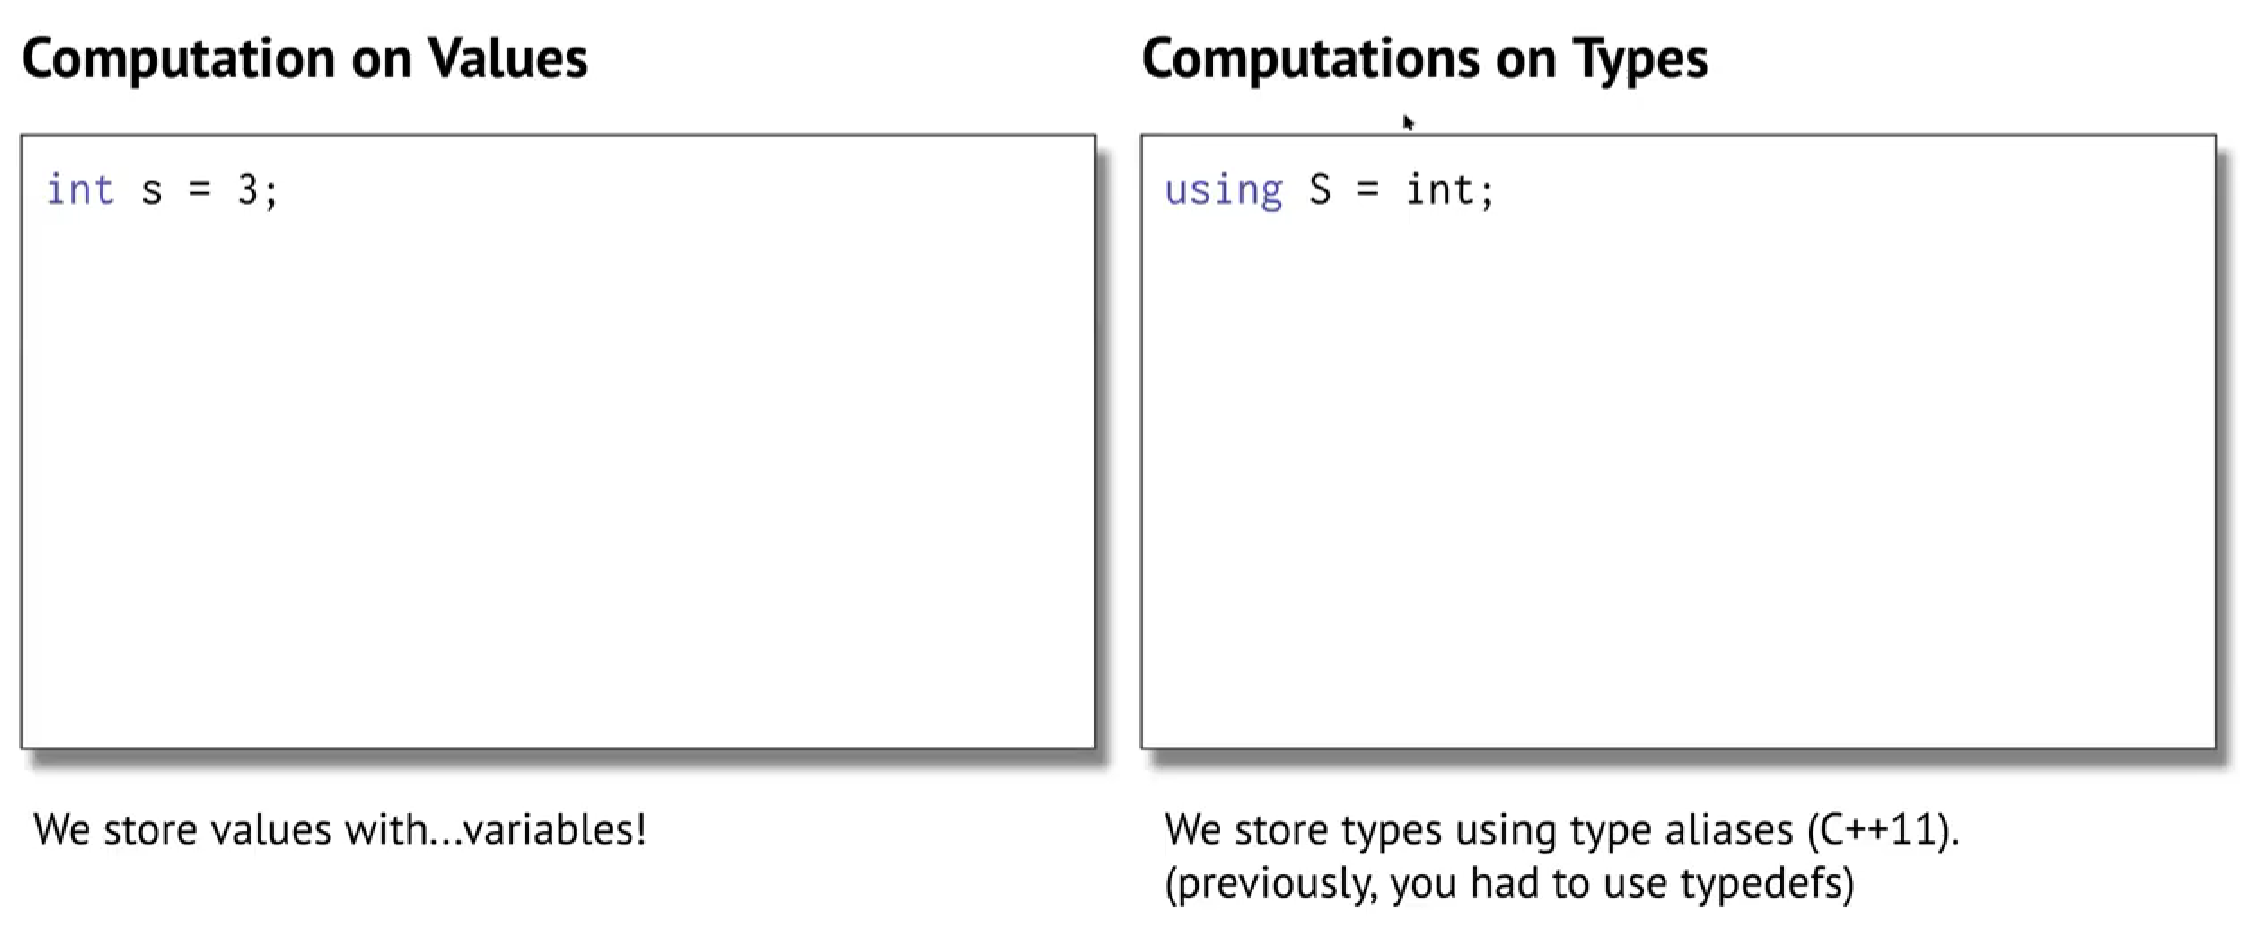 Computation on Values
int s = 3;
We store values with...variables!
Computations on Types
using S = int;
We store types using type aliases (C++11).
(previously, you had to use typedefs)